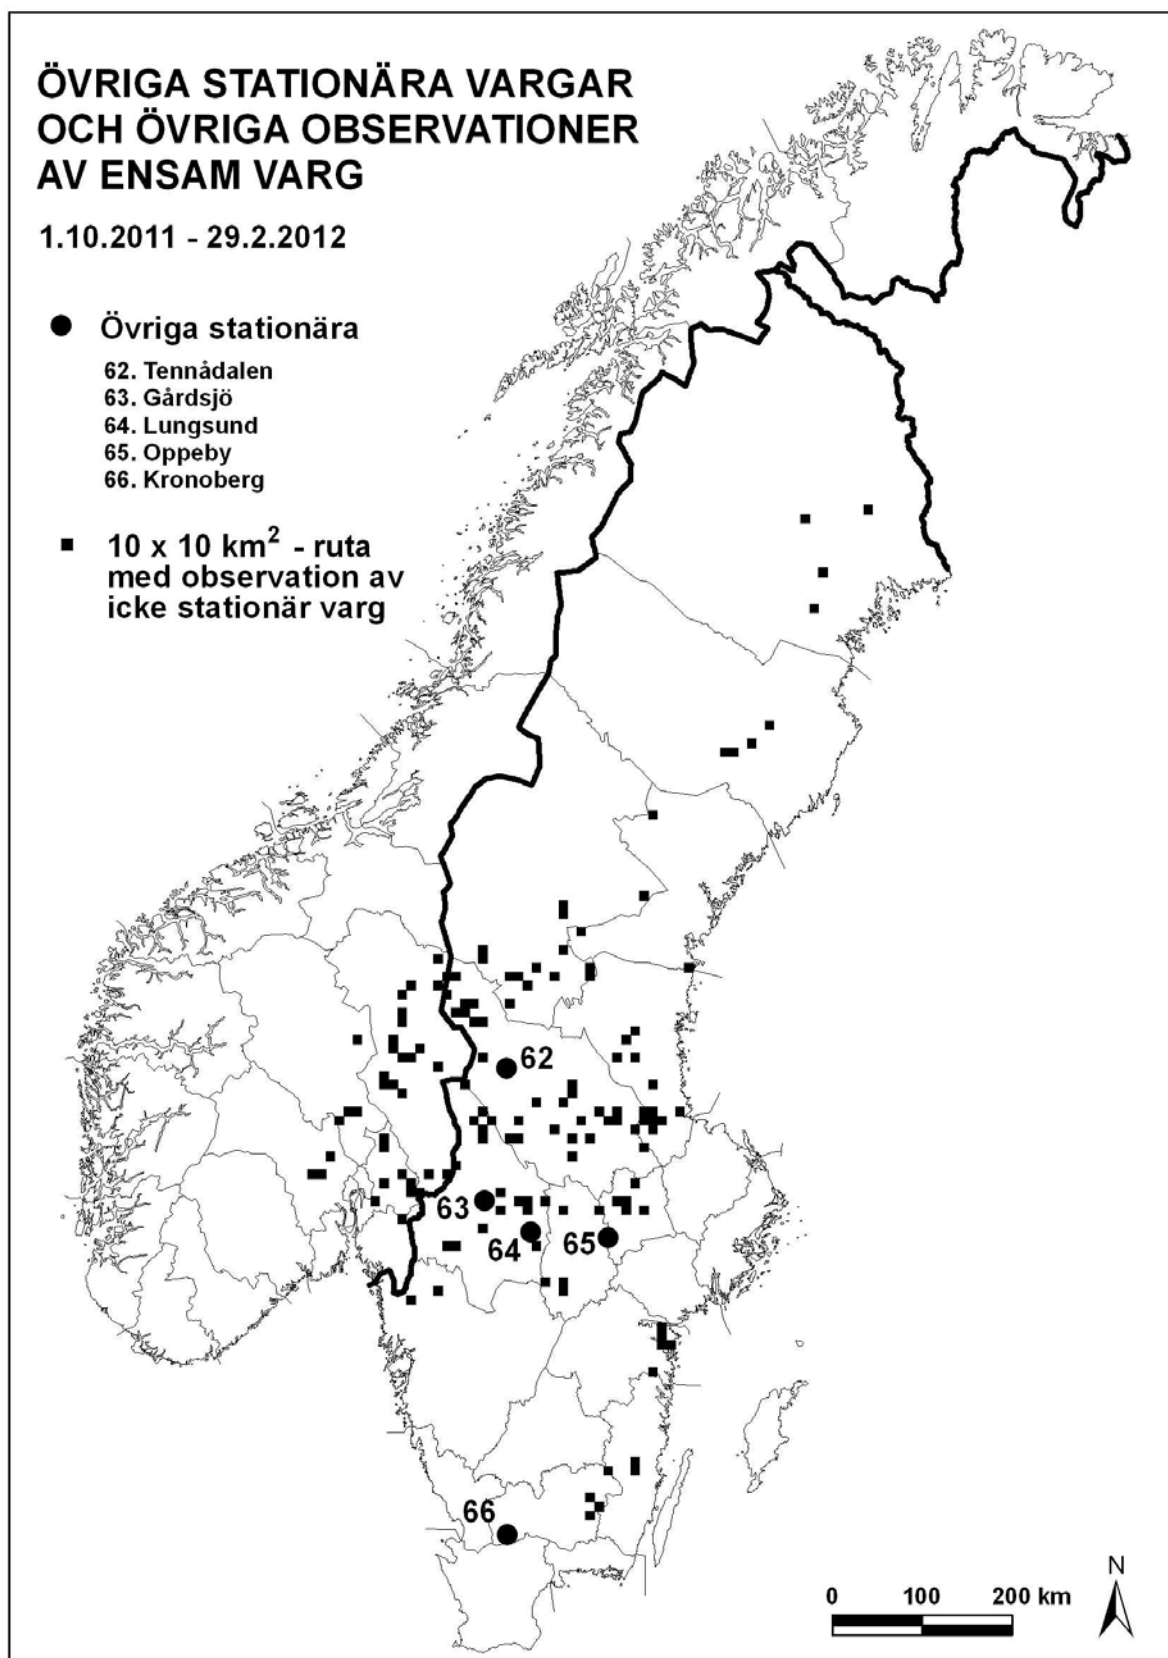 ÖVRIGA STATIONÄRA VARGAR
OCH ÖVRIGA OBSERVATIONER
AV ENSAM VARG
1.10.2011 - 29.2.2012
Övriga stationära
62. Tennådalen
63. Gårdsjö
64. Lungsund
65. Oppeby
66. Kronoberg
10 x 10 km² - ruta
med observation av
icke stationär varg
62
63
64
65
66
0 100 200 km
N